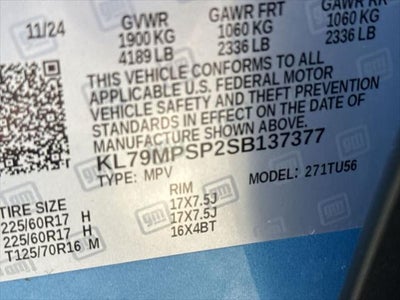 11/24 GVWR GAWR FRT GAWR RR
1900 KG 1060 KG 1060 KG
4189 LB 2336 LB 2336 LB
THIS VEHICLE CONFORMS TO ALL
APPLICABLE U.S. FEDERAL MOTOR
VEHICLE SAFETY AND THEFT PREVENTION
STANDARDS IN EFFECT ON THE DATE OF
MANUFACTURE SHOWN ABOVE.
KL79MPSP2SB137377
TYPE: MPV MODEL: 271TU56
TIRE SIZE RIM
225/60R17 H 17X7.5J
225/60R17 H 17X7.5J
T125/70R16 M 16X4BT
gm